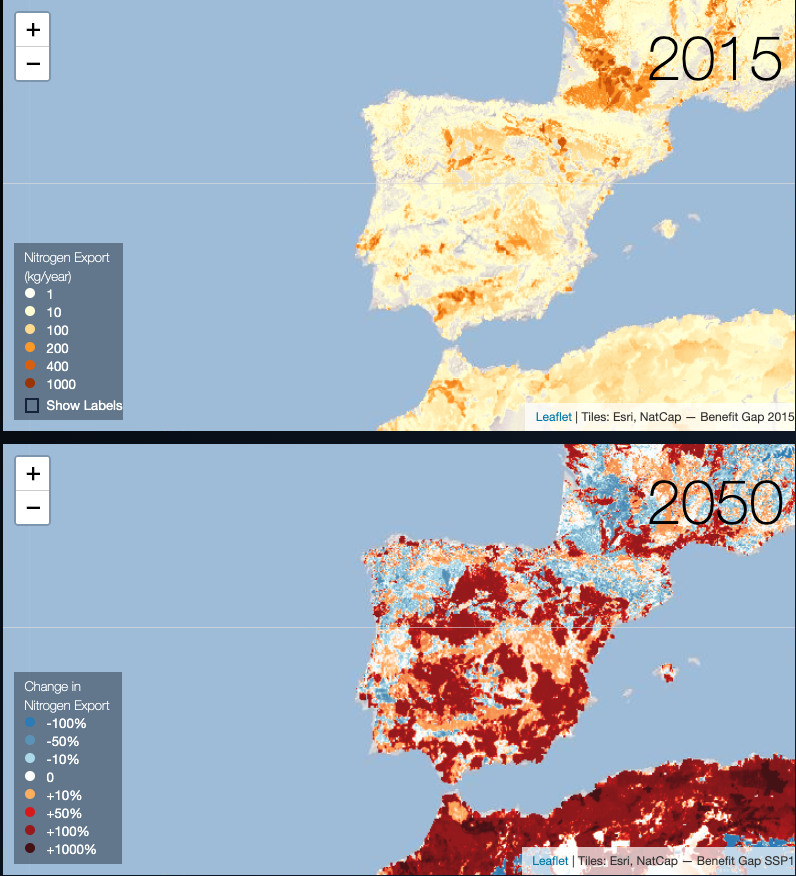 +
2015
−
Nitrogen Export
(kg/year)
1
10
100
200
400
1000
Show Labels
Leaflet | Tiles: Esri, NatCap — Benefit Gap 2015
+
2050
−
Change in
Nitrogen Export
-100%
-50%
-10%
0
+10%
+50%
+100%
+1000%
Leaflet | Tiles: Esri, NatCap — Benefit Gap SSP1